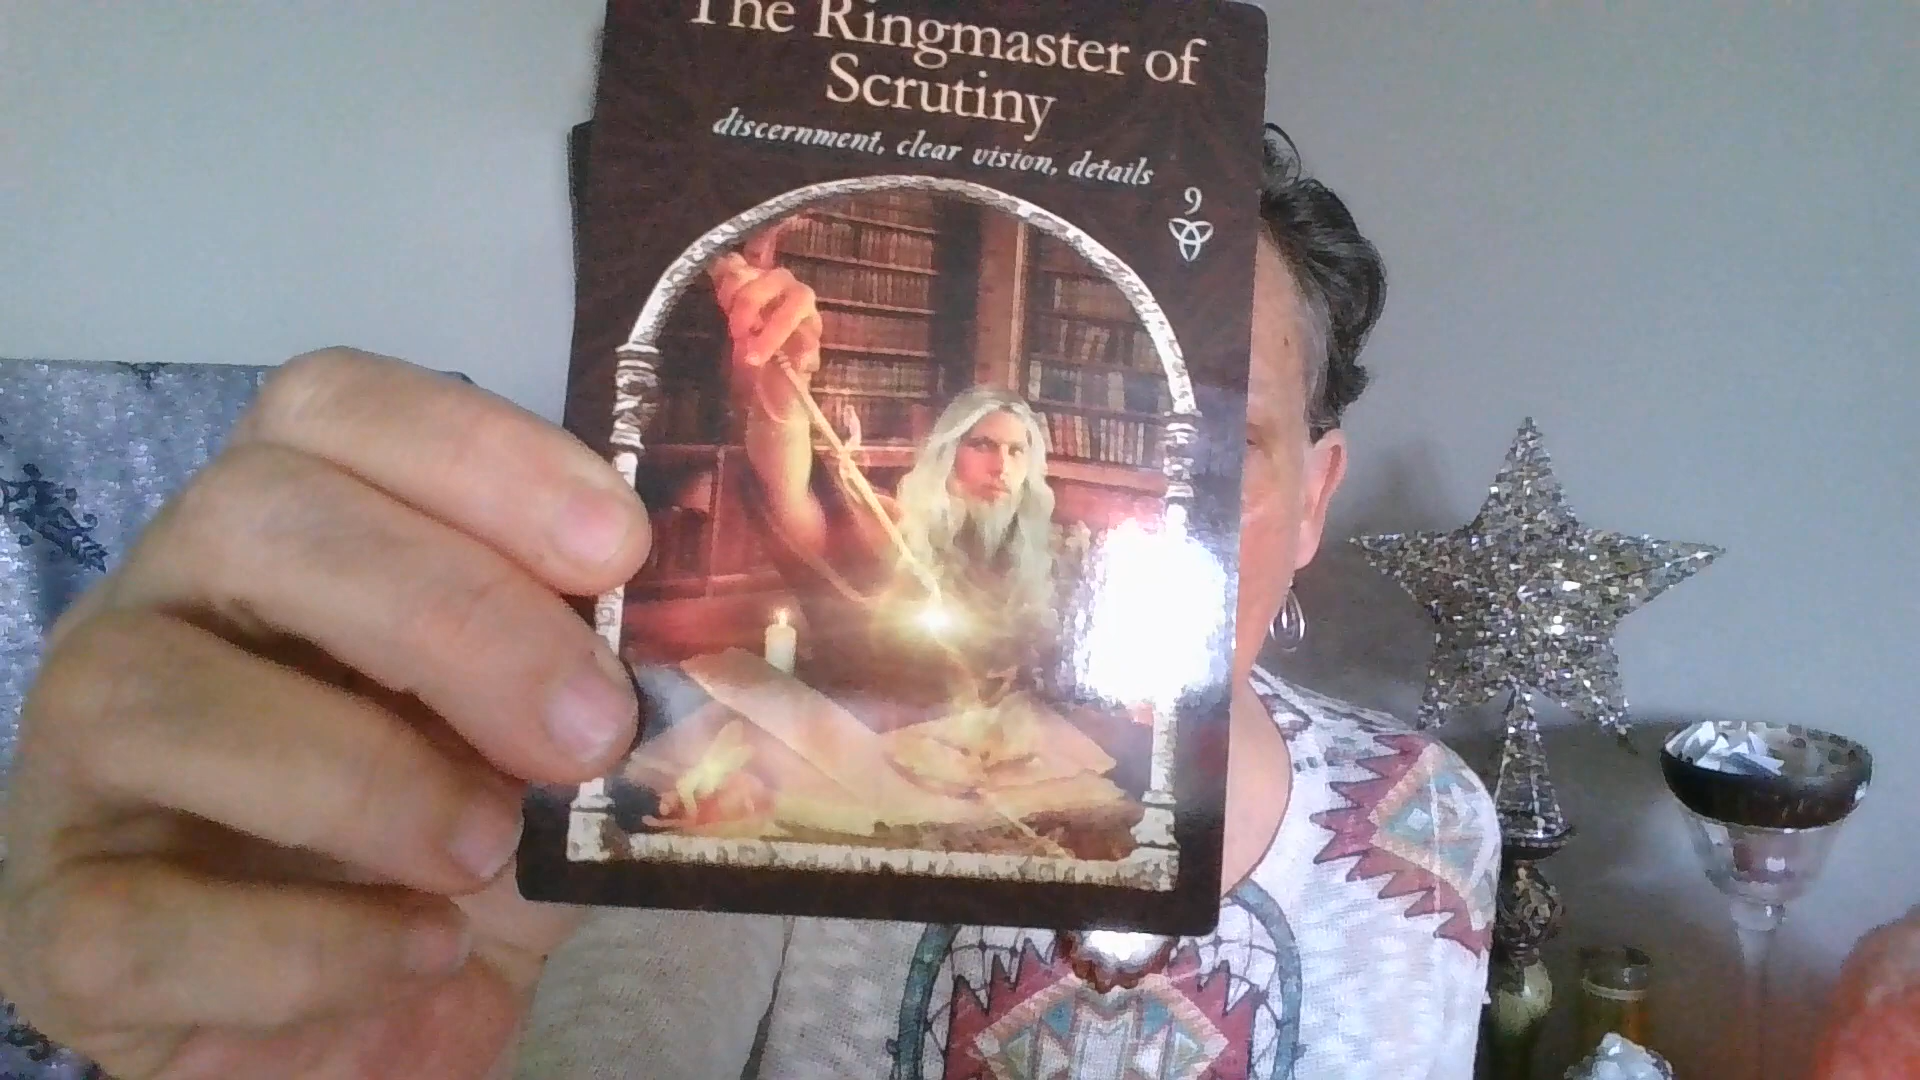 The Ringmaster of
Scrutiny
discernment, clear vision, details
9